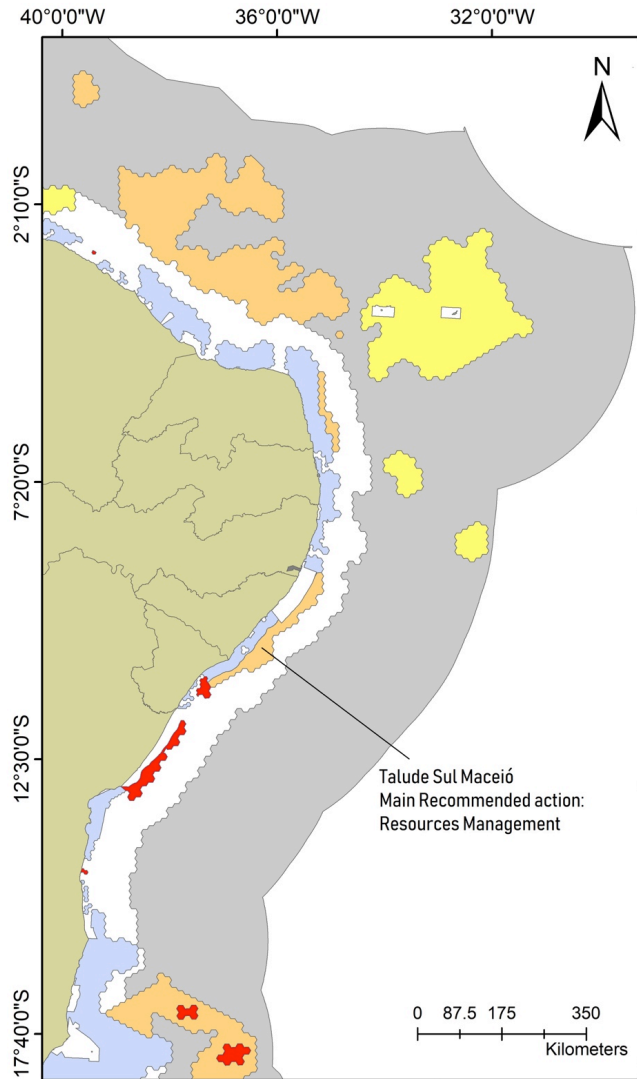 40°0'0"W
36°0'0"W
32°0'0"W
N
2°10'0"S
7°20'0"S
12°30'0"S
17°40'0"S
Talude Sul Maceió
Main Recommended action:
Resources Management
0 87.5 175 350
Kilometers